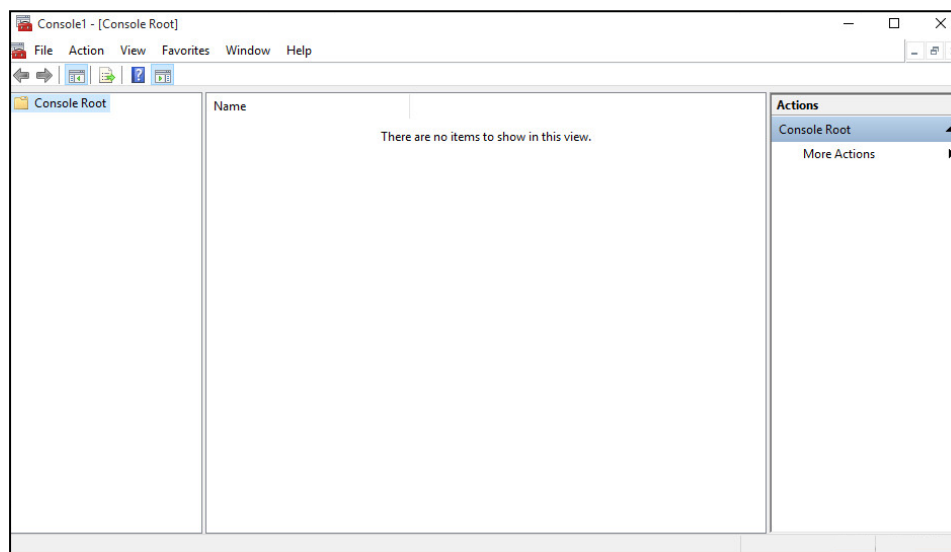 Console1 - [Console Root]
File Action View Favorites Window Help
Console Root
Name
There are no items to show in this view.
Actions
Console Root
More Actions